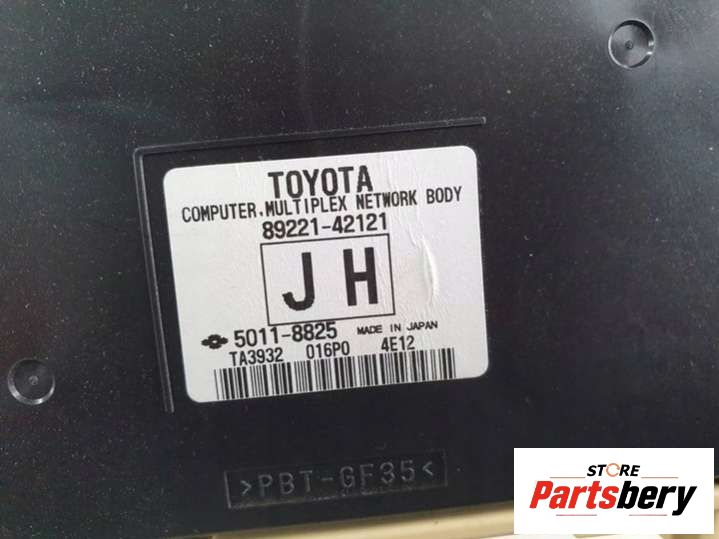 TOYOTA
COMPUTER.MULTIPLEX NETWORK BODY
89221-42121
JH
5011-8825 MADE IN JAPAN
TA3932 016P0 4E12
>PBT-GF35<
STORE
Partsbery